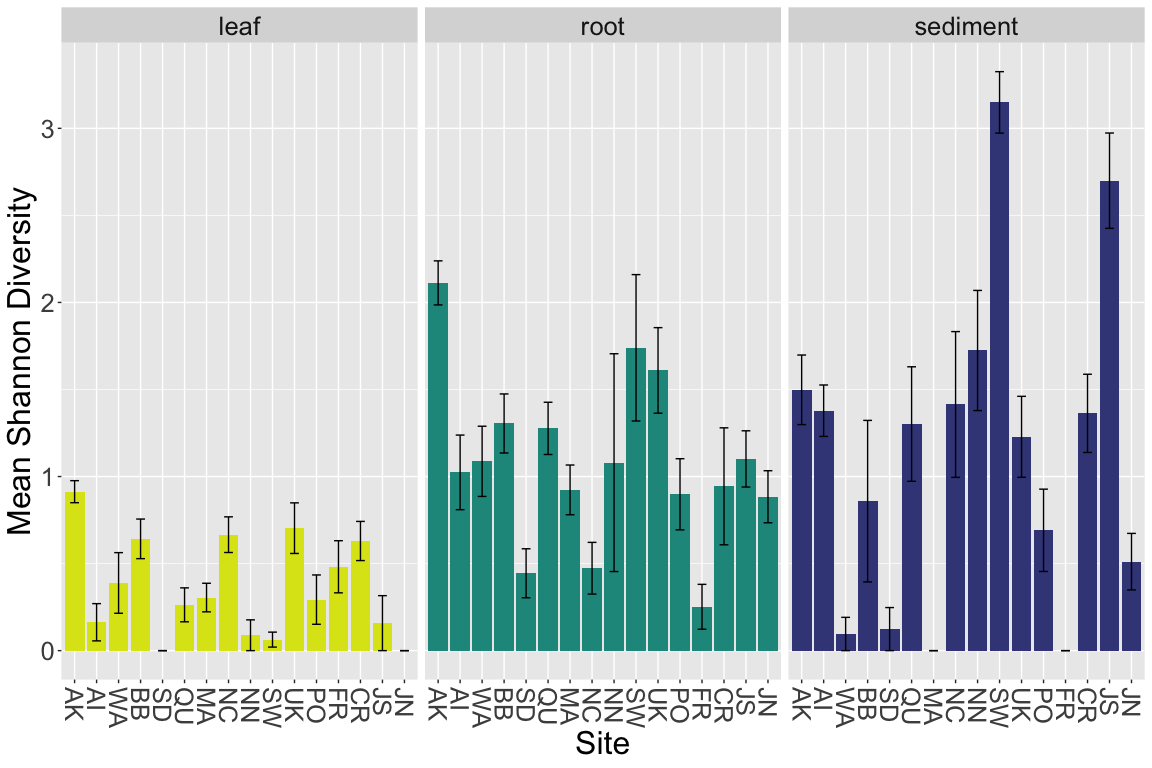 leaf root sediment
Mean Shannon Diversity
3
2
1
0
AK AI WA BB SD QU MA NC NN SW UK PO FR CR JS JN
AK AI WA BB SD QU MA NC NN SW UK PO FR CR JS JN
AK AI WA BB SD QU MA NC NN SW UK PO FR CR JS JN
Site